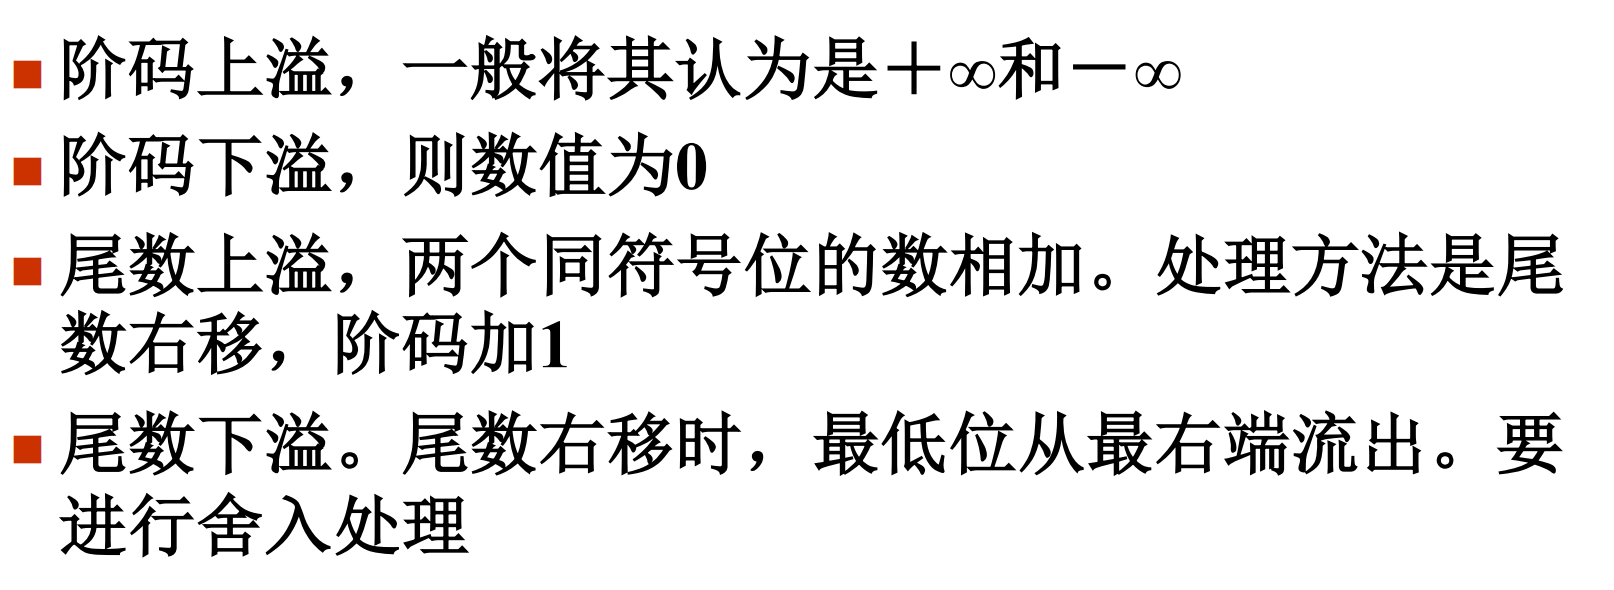 ■ 阶码上溢，一般将其认为是＋∞和－∞
■ 阶码下溢，则数值为0
■ 尾数上溢，两个同符号位的数相加。处理方法是尾
数右移，阶码加1
■ 尾数下溢。尾数右移时，最低位从最右端流出。要
进行舍入处理